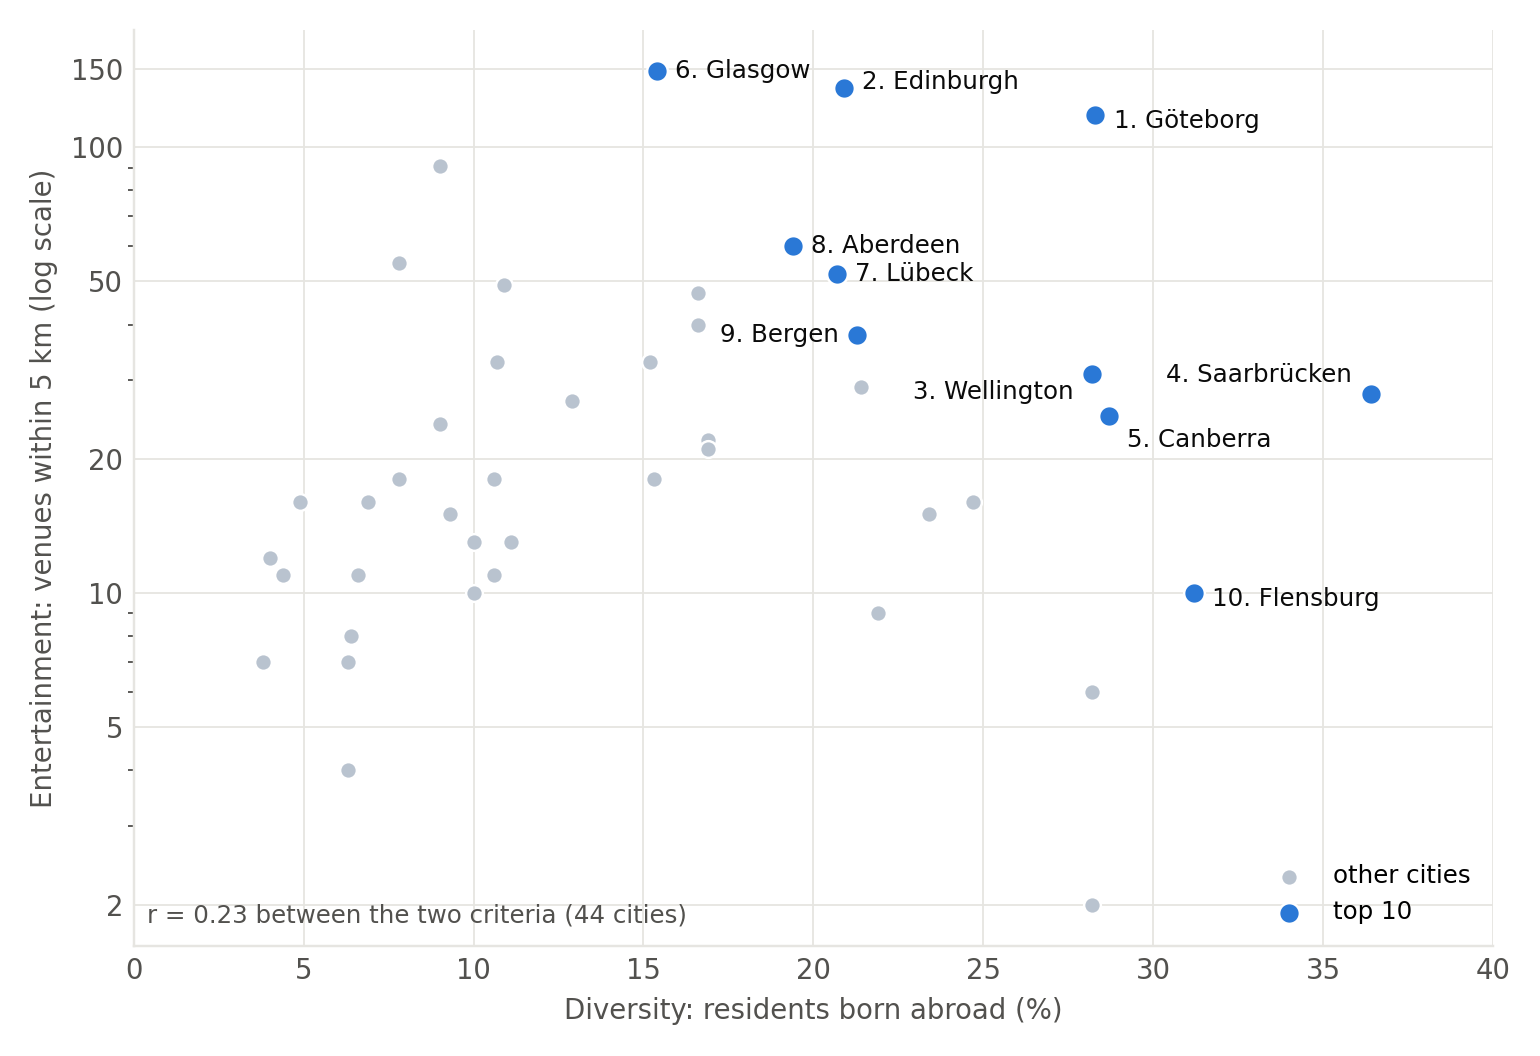 150
100
50
20
10
5
2
Entertainment: venues within 5 km (log scale)
6. Glasgow
2. Edinburgh
1. Göteborg
8. Aberdeen
7. Lübeck
9. Bergen
3. Wellington
4. Saarbrücken
5. Canberra
10. Flensburg
other cities
top 10
r = 0.23 between the two criteria (44 cities)
0 5 10 15 20 25 30 35 40
Diversity: residents born abroad (%)